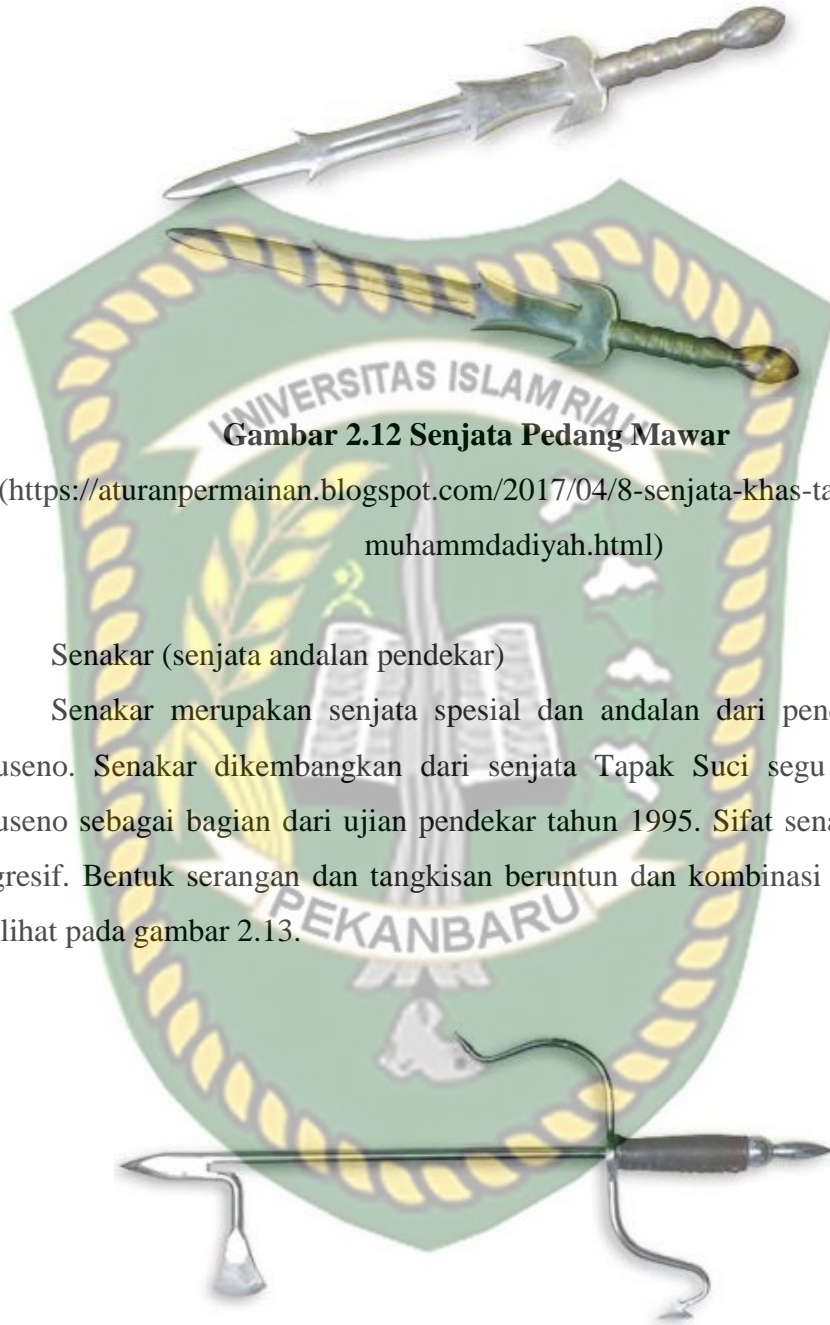 UNIVERSITAS ISLAM RIAU
Gambar 2.12 Senjata Pedang Mawar
(https://aturanpermainan.blogspot.com/2017/04/8-senjata-khas-ta
muhammdadiyah.html)
Senakar (senjata andalan pendekar)
Senakar merupakan senjata spesial dan andalan dari pen
useno. Senakar dikembangkan dari senjata Tapak Suci segu
useno sebagai bagian dari ujian pendekar tahun 1995. Sifat sena
gresif. Bentuk serangan dan tangkisan beruntun dan kombinasi
lihat pada gambar 2.13.
PEKANBARU